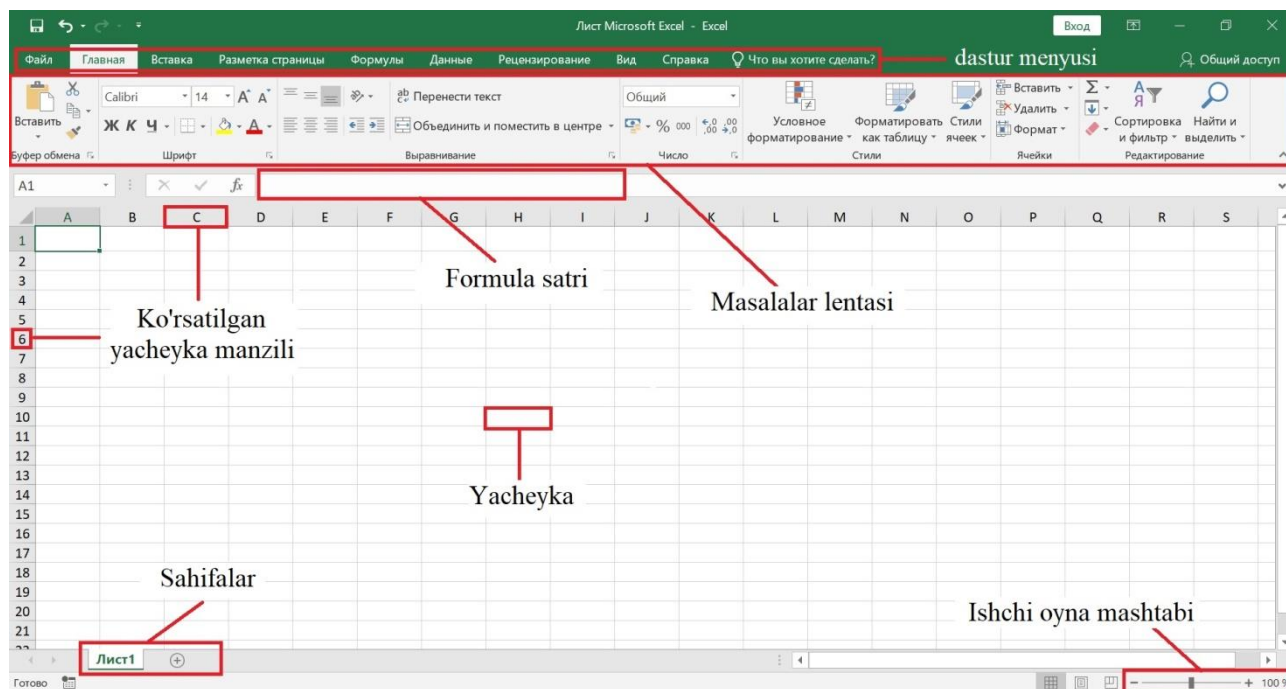 Лист Microsoft Excel - Excel
Вход
Файл Главная Вставка Разметка страницы Формулы Данные Рецензирование Вид Справка Что вы хотите сделать? dastur menyusi Общий доступ
Вставить
Буфер обмена
Calibri 14 А А
Ж К Ч А
Шрифт
Перенести текст
Объединить и поместить в центре
Выравнивание
Общий
% 000
Число
Условное форматирование
Форматировать как таблицу
Стили ячеек
Стили
Вставить
Удалить
Формат
Ячейки
Σ
Сортировка и фильтр
Найти и выделить
Редактирование
A1 fx
A B C D E F G H I J K L M N O P Q R S
1
2
3
Formula satri
4
Masalalar lentasi
5
Ko'rsatilgan
6
yacheyka manzili
7
8
9
10
11
12
13
14
Yacheyka
15
16
17
18
Sahifalar
19
20
Ishchi oyna mashtabi
21
Лист1
Готово
100 %